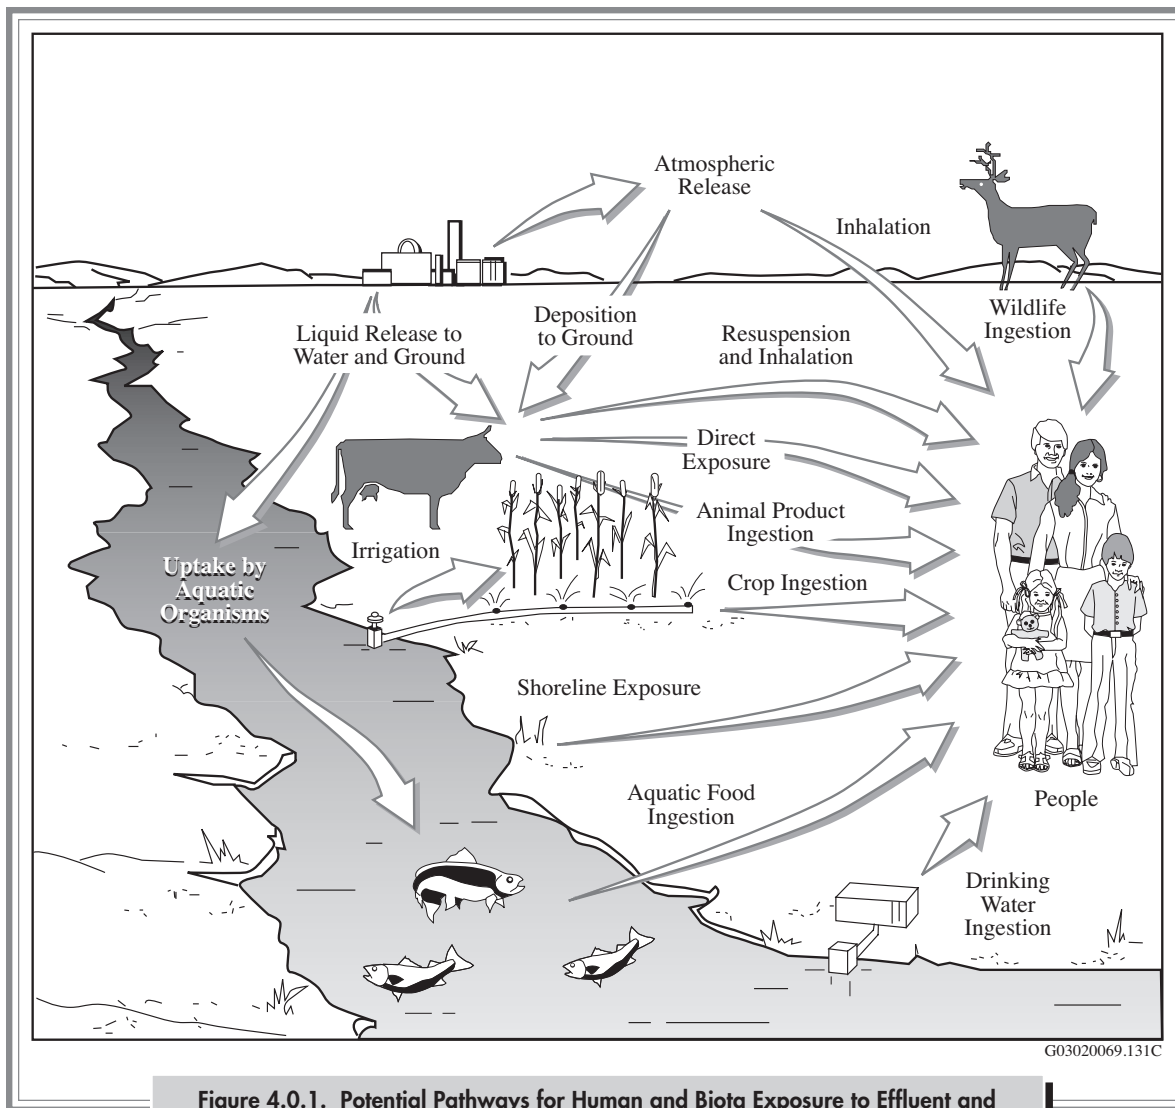 Atmospheric
Release
Inhalation
Wildlife
Ingestion
Liquid Release to
Water and Ground
Deposition
to Ground
Resuspension
and Inhalation
Direct
Exposure
Animal Product
Ingestion
Irrigation
Uptake by
Aquatic
Organisms
Crop Ingestion
Shoreline Exposure
Aquatic Food
Ingestion
People
Drinking
Water
Ingestion
G03020069.131C
Figure 4.0.1. Potential Pathways for Human and Biota Exposure to Effluent and